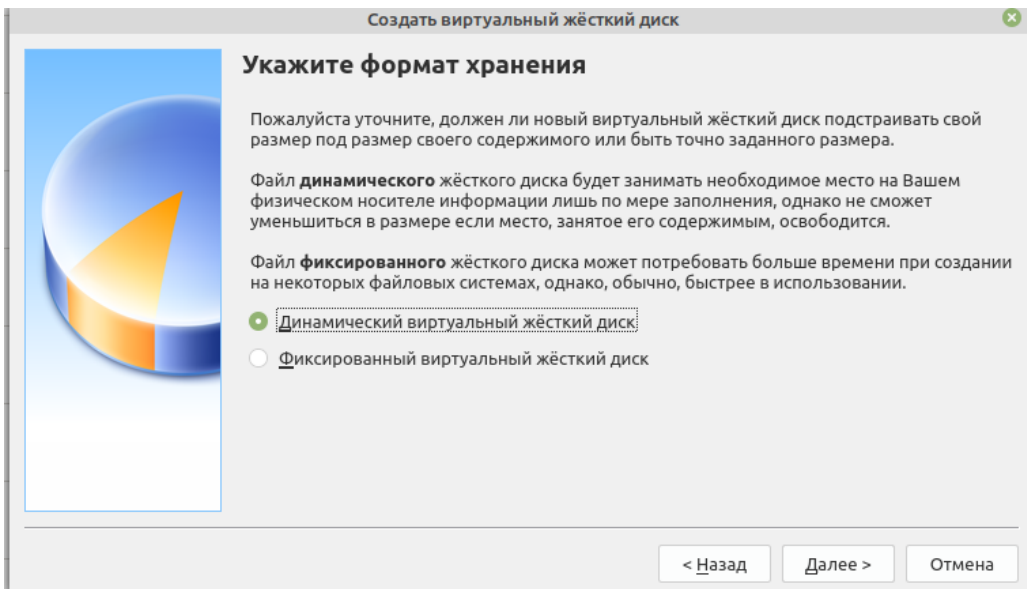 Создать виртуальный жёсткий диск
Укажите формат хранения
Пожалуйста уточните, должен ли новый виртуальный жёсткий диск подстраивать свой
размер под размер своего содержимого или быть точно заданного размера.
Файл динамического жёсткого диска будет занимать необходимое место на Вашем
физическом носителе информации лишь по мере заполнения, однако не сможет
уменьшиться в размере если место, занятое его содержимым, освободится.
Файл фиксированного жёсткого диска может потребовать больше времени при создании
на некоторых файловых системах, однако, обычно, быстрее в использовании.
Динамический виртуальный жёсткий диск
Фиксированный виртуальный жёсткий диск
< Назад Далее > Отмена